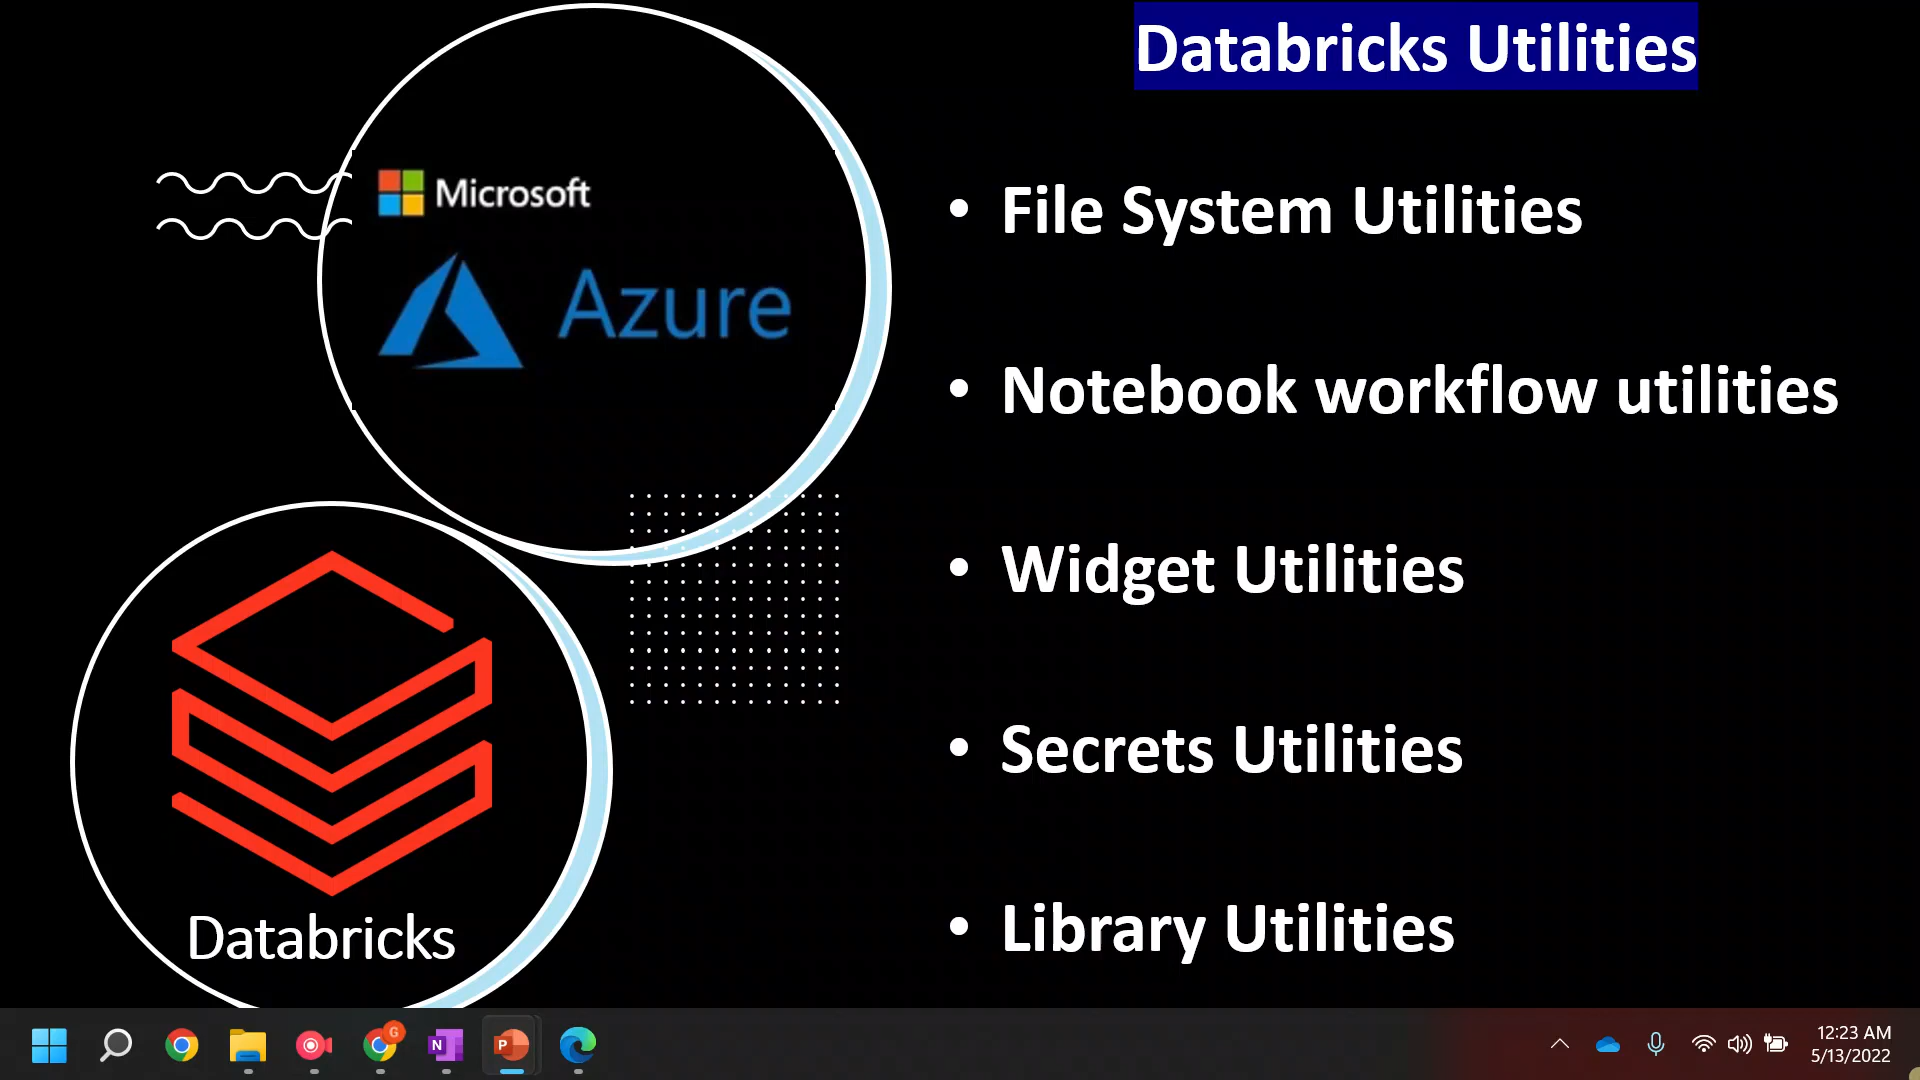 Databricks Utilities
Microsoft
Azure
• File System Utilities
• Notebook workflow utilities
• Widget Utilities
• Secrets Utilities
• Library Utilities
Databricks
G
N
P
12:23 AM
5/13/2022